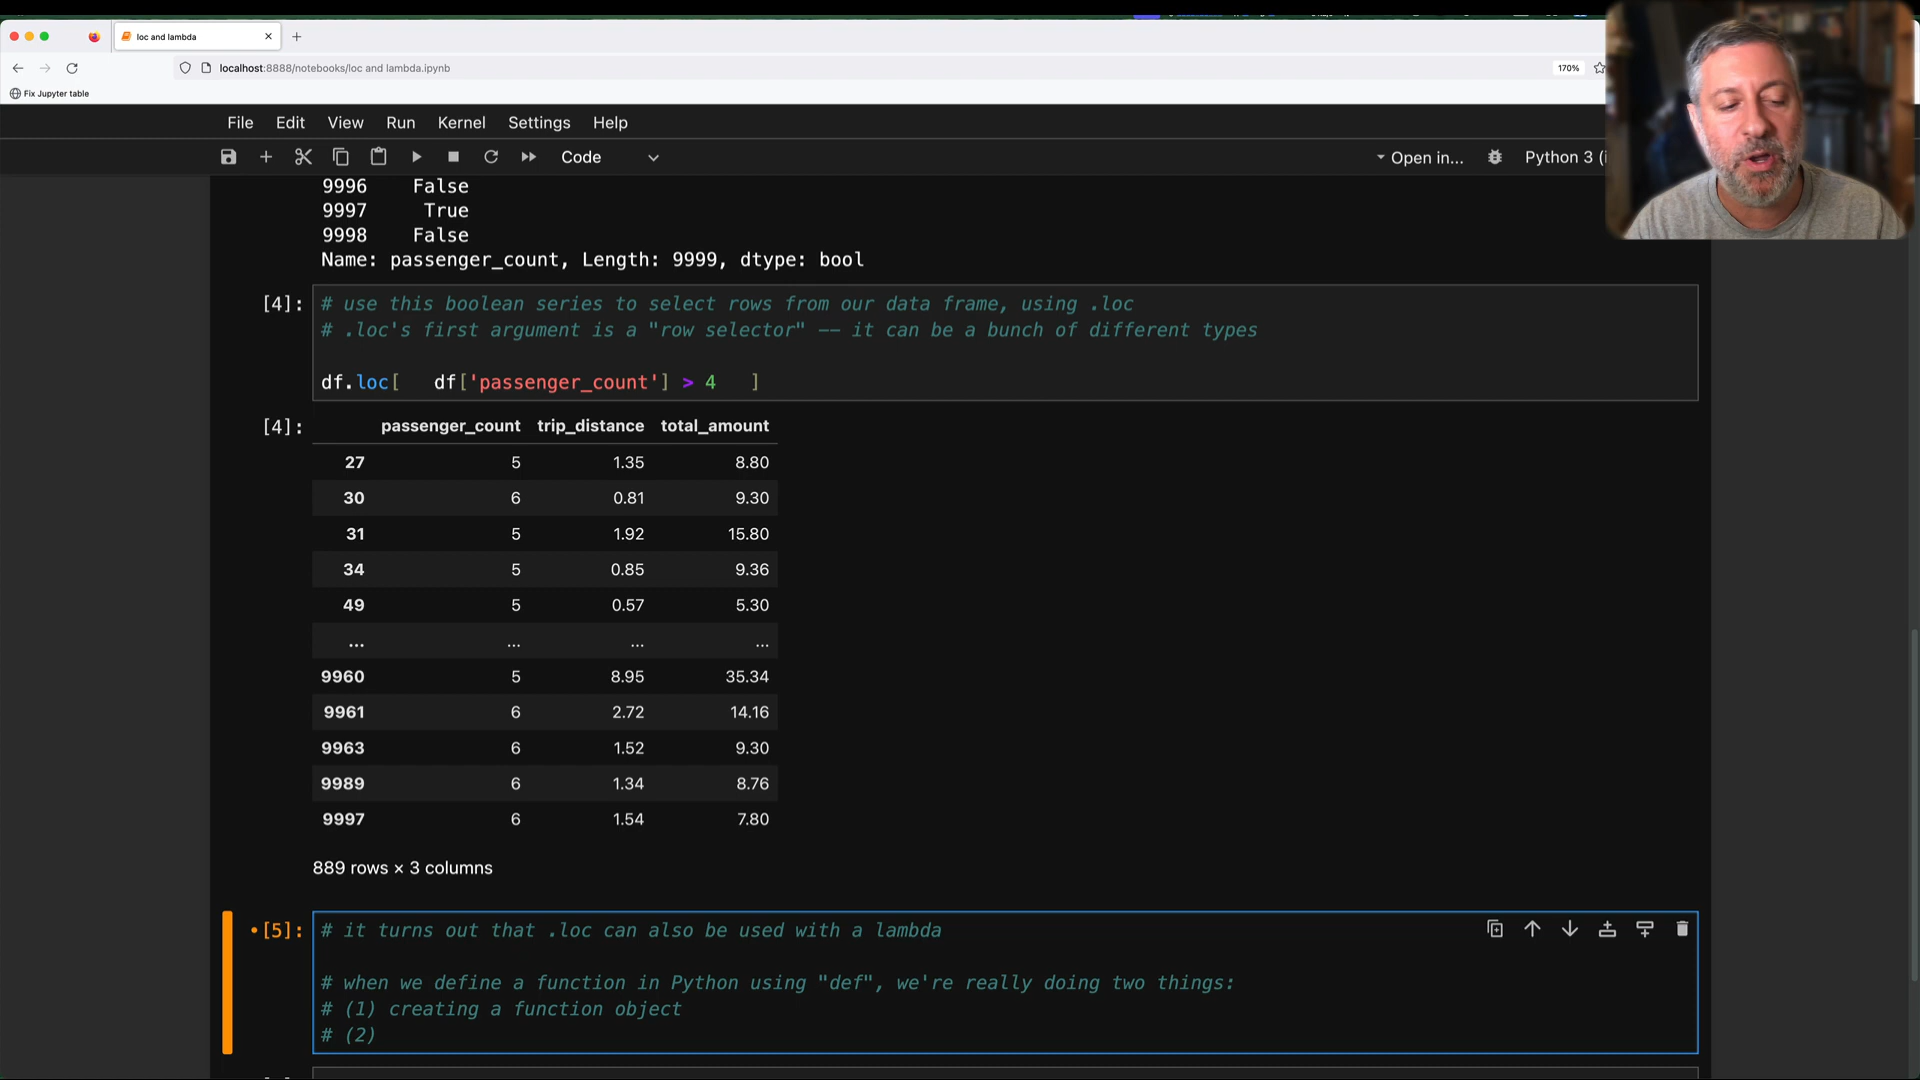 loc and lambda
localhost:8888/notebooks/loc and lambda.ipynb
170%
Fix Jupyter table
File Edit View Run Kernel Settings Help
Code
Open in...
Python 3 (i
9996 False
9997 True
9998 False
Name: passenger_count, Length: 9999, dtype: bool
[4]: # use this boolean series to select rows from our data frame, using .loc
# .loc's first argument is a "row selector" -- it can be a bunch of different types
df.loc[ df['passenger_count'] > 4 ]
[4]: passenger_count trip_distance total_amount
27 5 1.35 8.80
30 6 0.81 9.30
31 5 1.92 15.80
34 5 0.85 9.36
49 5 0.57 5.30
... ... ... ...
9960 5 8.95 35.34
9961 6 2.72 14.16
9963 6 1.52 9.30
9989 6 1.34 8.76
9997 6 1.54 7.80
889 rows × 3 columns
•[5]: # it turns out that .loc can also be used with a lambda
# when we define a function in Python using "def", we're really doing two things:
# (1) creating a function object
# (2)